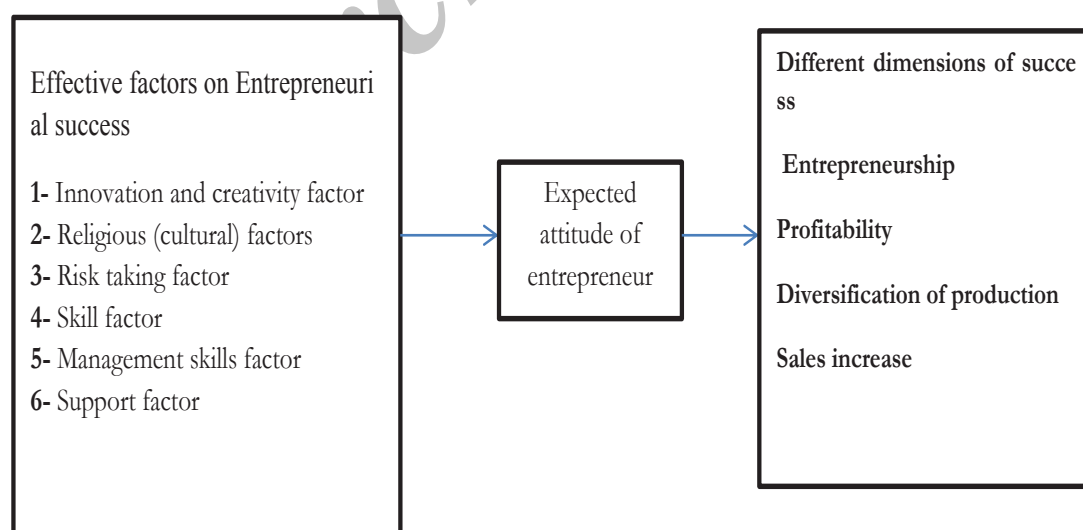 Effective factors on Entrepreneuri
al success
1- Innovation and creativity factor
2- Religious (cultural) factors
3- Risk taking factor
4- Skill factor
5- Management skills factor
6- Support factor
Expected
attitude of
entrepreneur
Different dimensions of succe
ss
Entrepreneurship
Profitability
Diversification of production
Sales increase